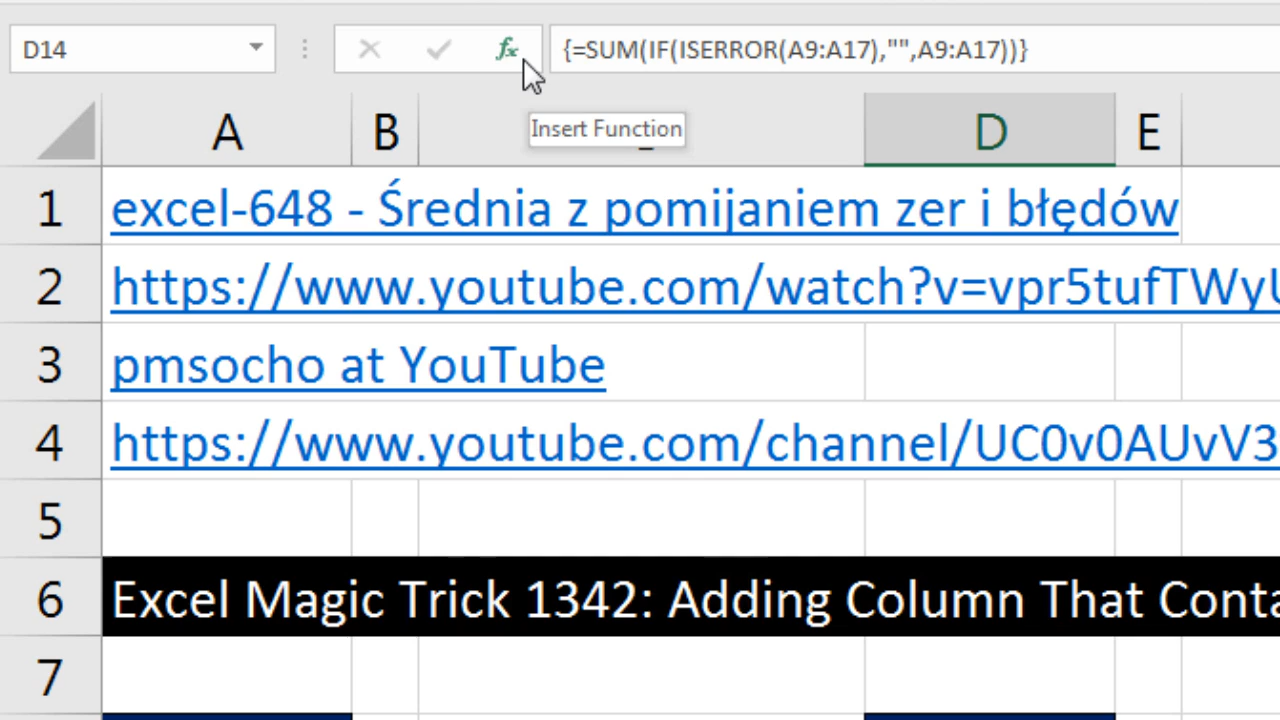 D14 fx {=SUM(IF(ISERROR(A9:A17),"",A9:A17))}
Insert Function
A B D E
1 excel-648 - Średnia z pomijaniem zer i błędów
2 https://www.youtube.com/watch?v=vpr5tufTWyU
3 pmsocho at YouTube
4 https://www.youtube.com/channel/UC0v0AUvV3
5
6 Excel Magic Trick 1342: Adding Column That Conta
7